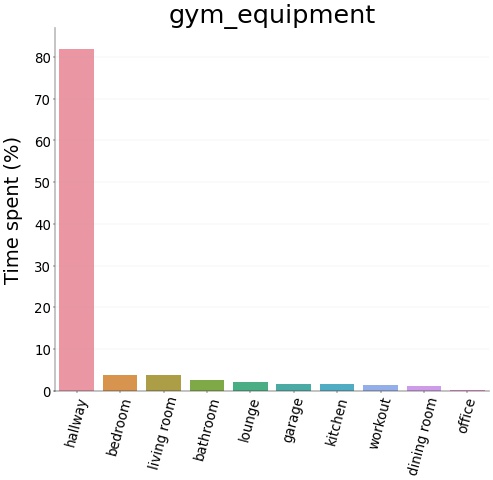 gym_equipment
Time spent (%)
80
70
60
50
40
30
20
10
0
hallway
bedroom
living room
bathroom
lounge
garage
kitchen
workout
dining room
office